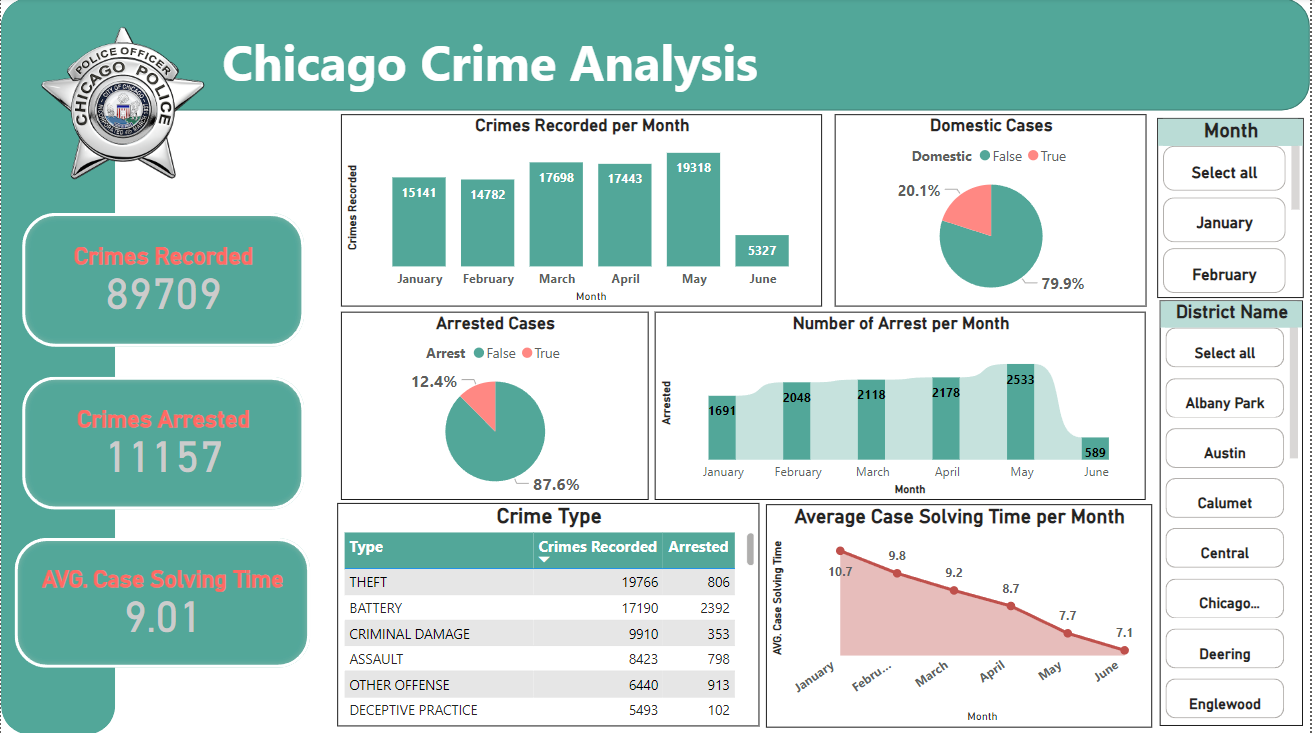 Chicago Crime Analysis
POLICE OFFICER
CHICAGO POLICE
Crimes Recorded
89709
Crimes Arrested
11157
AVG. Case Solving Time
9.01
Crimes Recorded per Month
Crimes Recorded
15141
14782
17698
17443
19318
5327
January
February
March
April
May
June
Month
Domestic Cases
Domestic False True
20.1%
79.9%
Month
Select all
January
February
Arrested Cases
Arrest False True
12.4%
87.6%
Number of Arrest per Month
Arrested
1691
2048
2118
2178
2533
589
January
February
March
April
May
June
Month
District Name
Select all
Albany Park
Austin
Calumet
Central
Chicago...
Deering
Englewood
Crime Type
Type Crimes Recorded Arrested
THEFT 19766 806
BATTERY 17190 2392
CRIMINAL DAMAGE 9910 353
ASSAULT 8423 798
OTHER OFFENSE 6440 913
DECEPTIVE PRACTICE 5493 102
Average Case Solving Time per Month
AVG. Case Solving Time
10.7
9.8
9.2
8.7
7.7
7.1
January
Febru...
March
April
May
June
Month